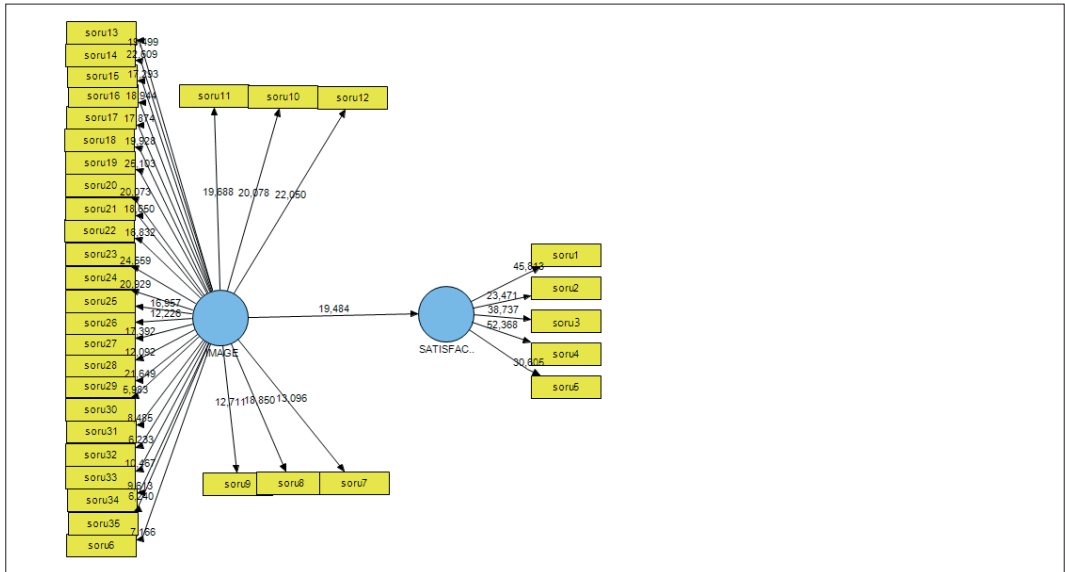 soru13
19,499
soru14
22,609
soru15
17,293
soru16
18,944
soru17
17,874
soru18
19,928
soru19
26,103
soru20
20,073
soru21
18,650
soru22
16,832
soru23
24,559
soru24
20,929
soru25
16,957
12,228
soru26
17,392
soru27
12,092
soru28
21,649
soru29
5,983
soru30
8,485
soru31
6,233
soru32
10,467
soru33
9,613
6,240
soru34
soru35
7,166
soru6
soru11 soru10 soru12
19,688 20,078 22,050
IMAGE
19,484
SATISFAC..
12,711 18,850 13,096
soru9 soru8 soru7
soru1
45,813
soru2
23,471
soru3
38,737
soru4
52,368
soru5
30,605